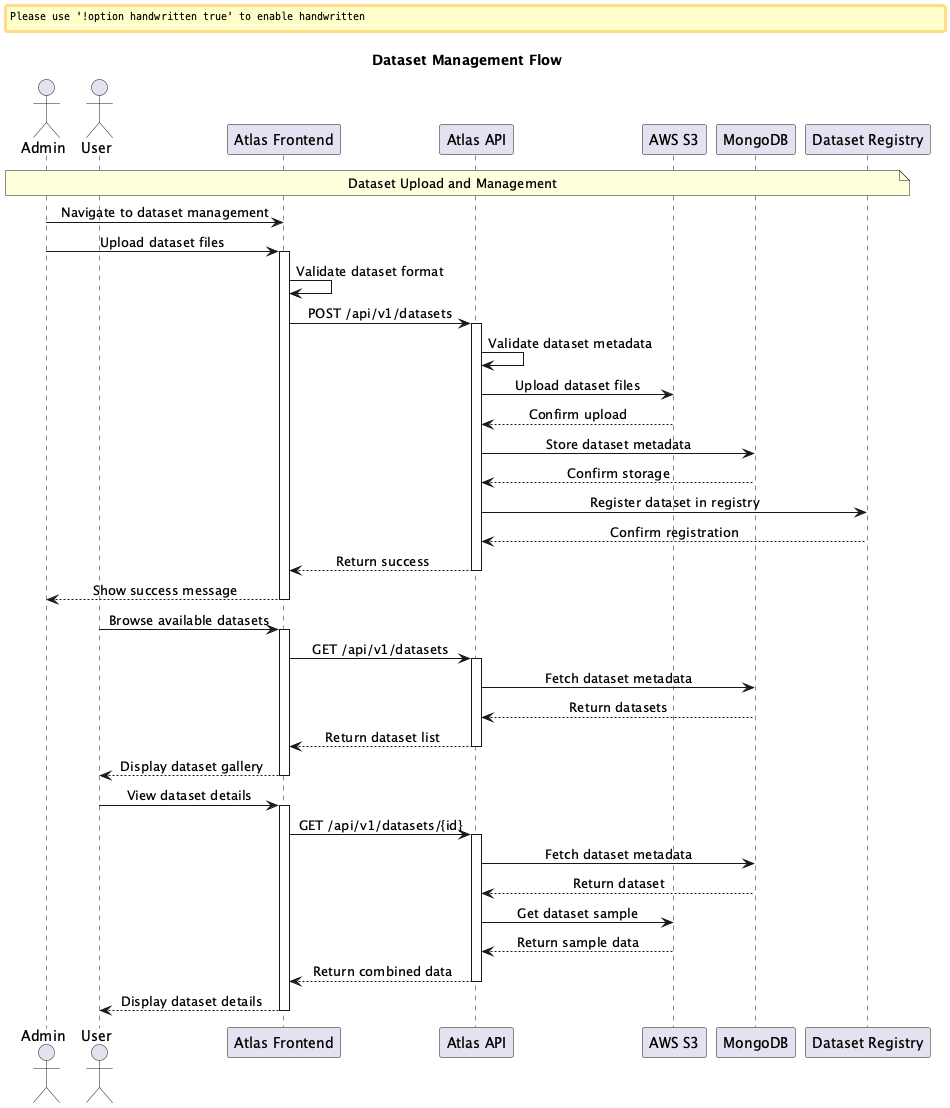 Please use '!option handwritten true' to enable handwritten
Dataset Management Flow
Admin
User
Atlas Frontend
Atlas API
AWS S3
MongoDB
Dataset Registry
Dataset Upload and Management
Navigate to dataset management
Upload dataset files
Validate dataset format
POST /api/v1/datasets
Validate dataset metadata
Upload dataset files
Confirm upload
Store dataset metadata
Confirm storage
Register dataset in registry
Confirm registration
Return success
Show success message
Browse available datasets
GET /api/v1/datasets
Fetch dataset metadata
Return datasets
Return dataset list
Display dataset gallery
View dataset details
GET /api/v1/datasets/{id}
Fetch dataset metadata
Return dataset
Get dataset sample
Return sample data
Return combined data
Display dataset details
Admin
User
Atlas Frontend
Atlas API
AWS S3
MongoDB
Dataset Registry